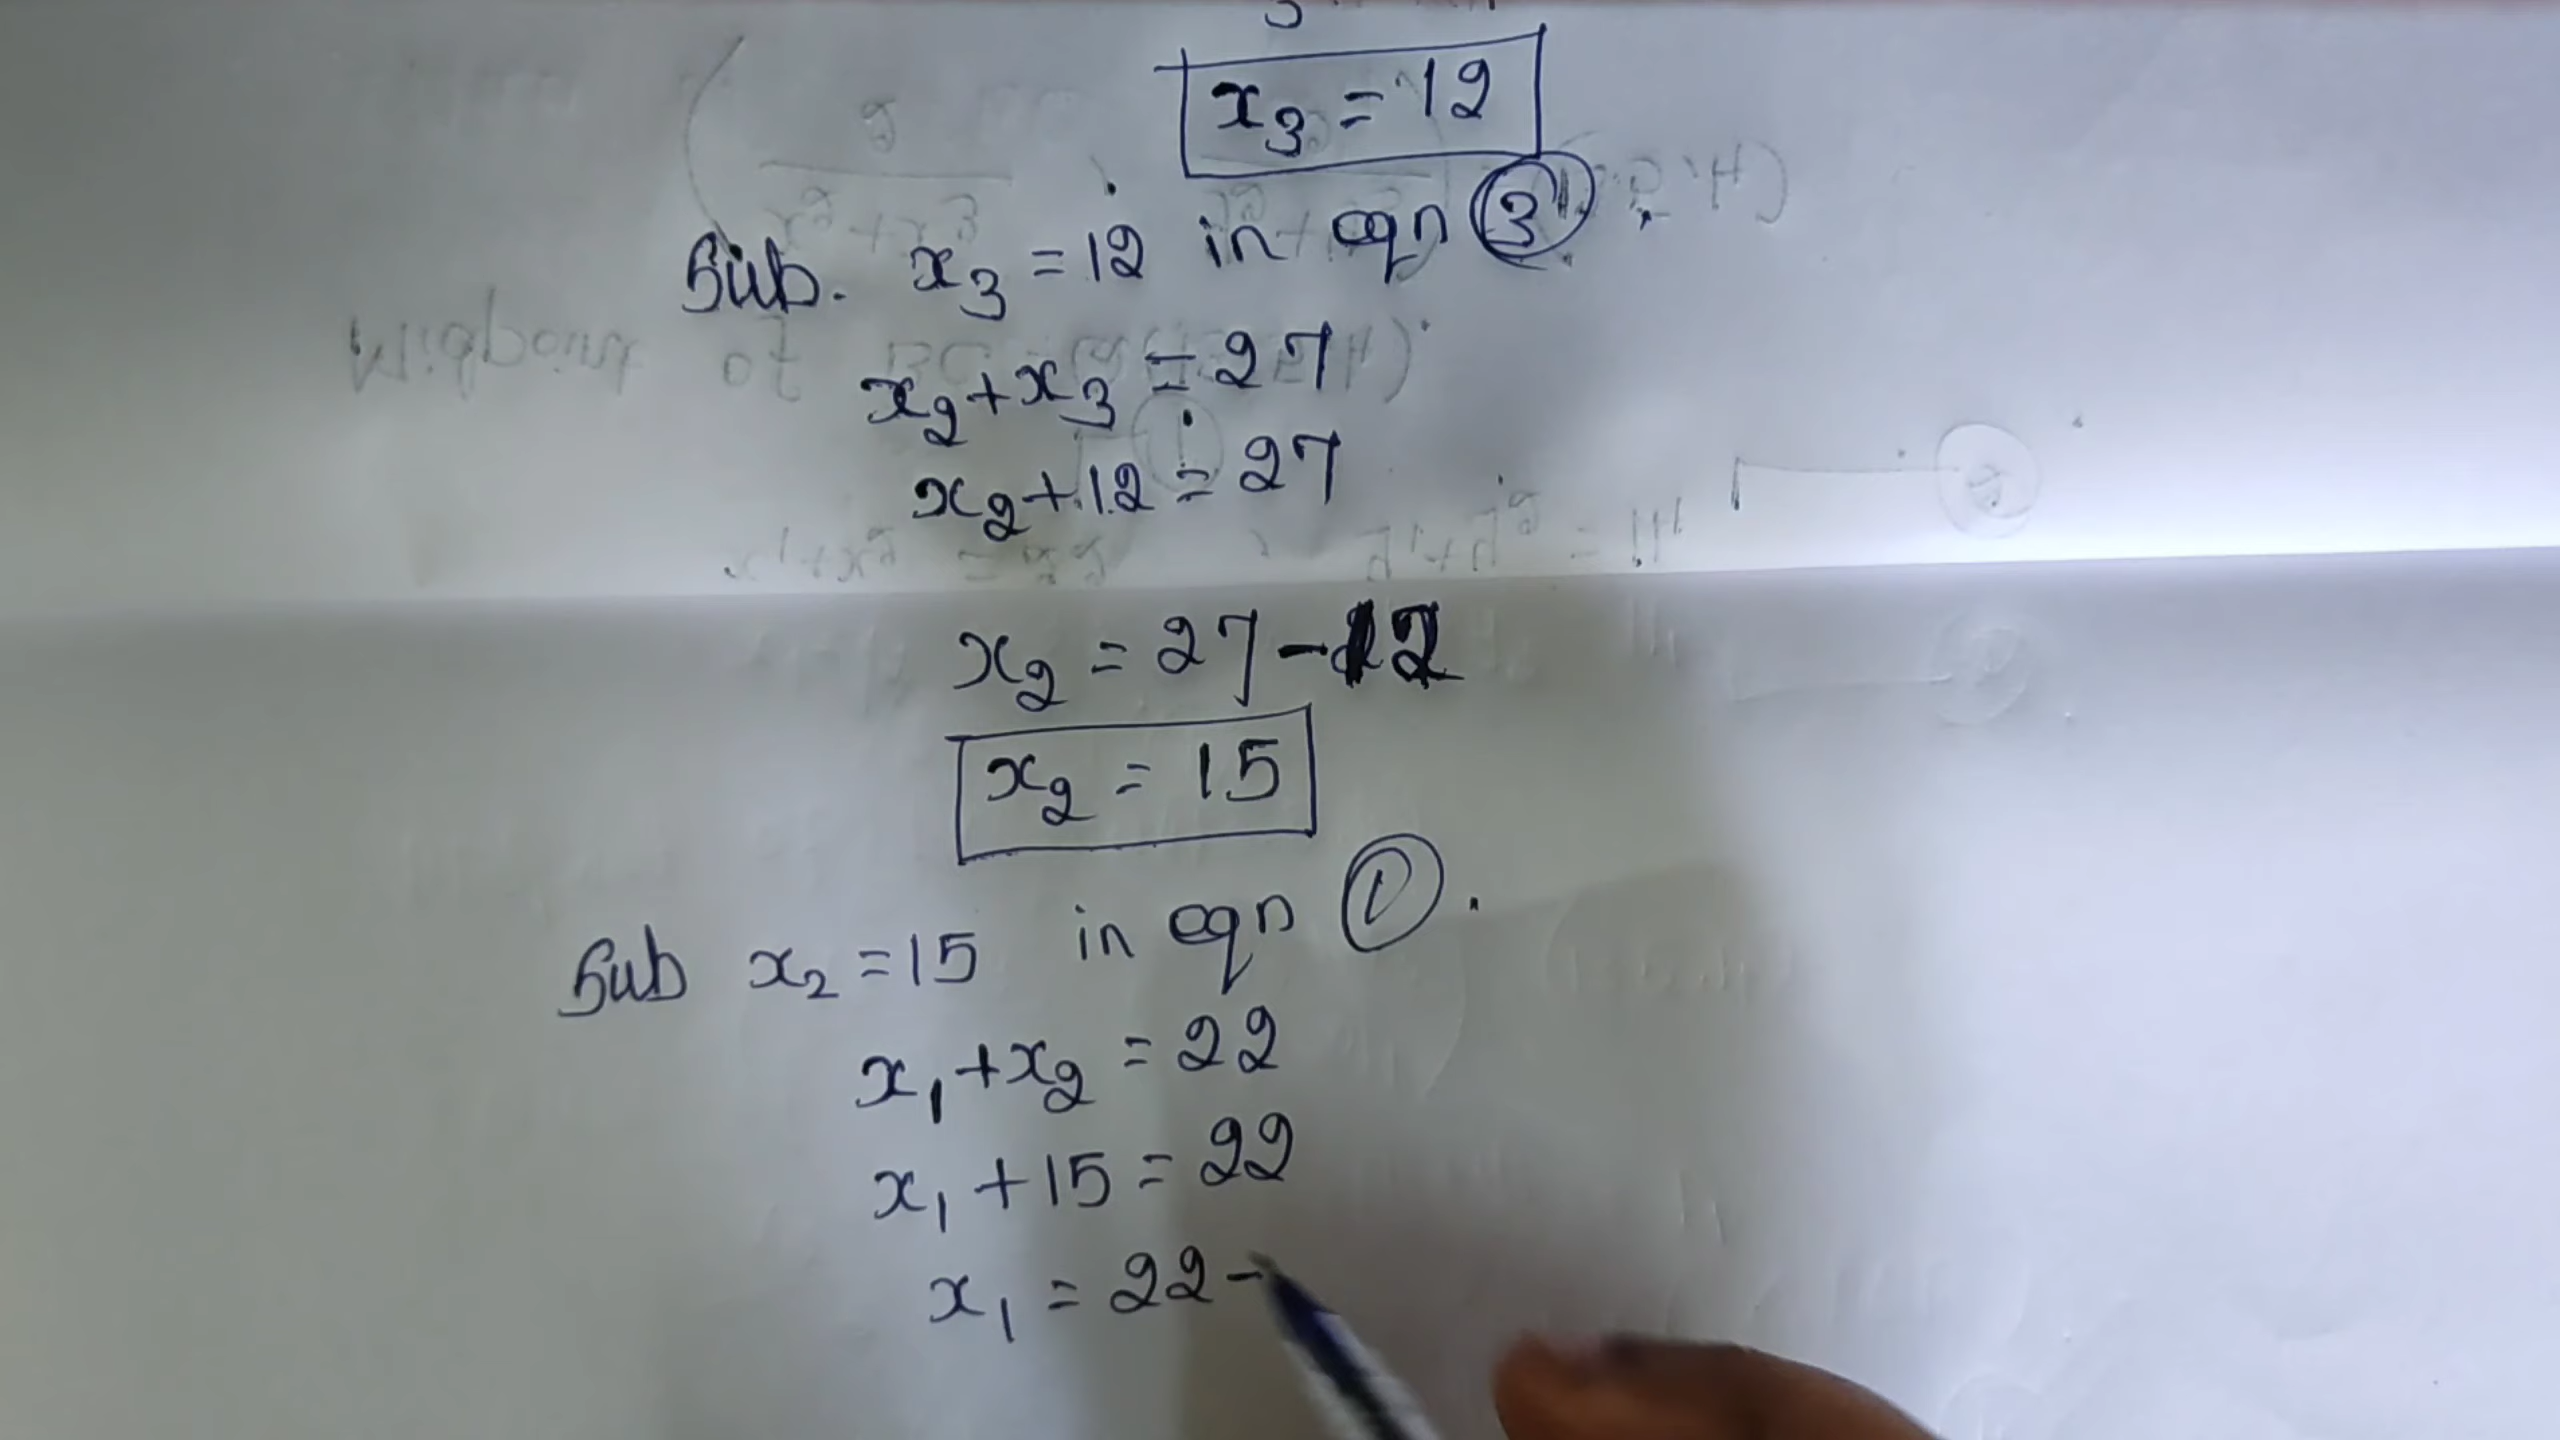 x₃ = 12
Sub. x₃ = 12 in eqn ③
x₂ + x₃ = 27
x₂ + 12 = 27
x₂ = 27 - 12
x₂ = 15
Sub x₂ = 15 in eqn ①.
x₁ + x₂ = 22
x₁ + 15 = 22
x₁ = 22 -